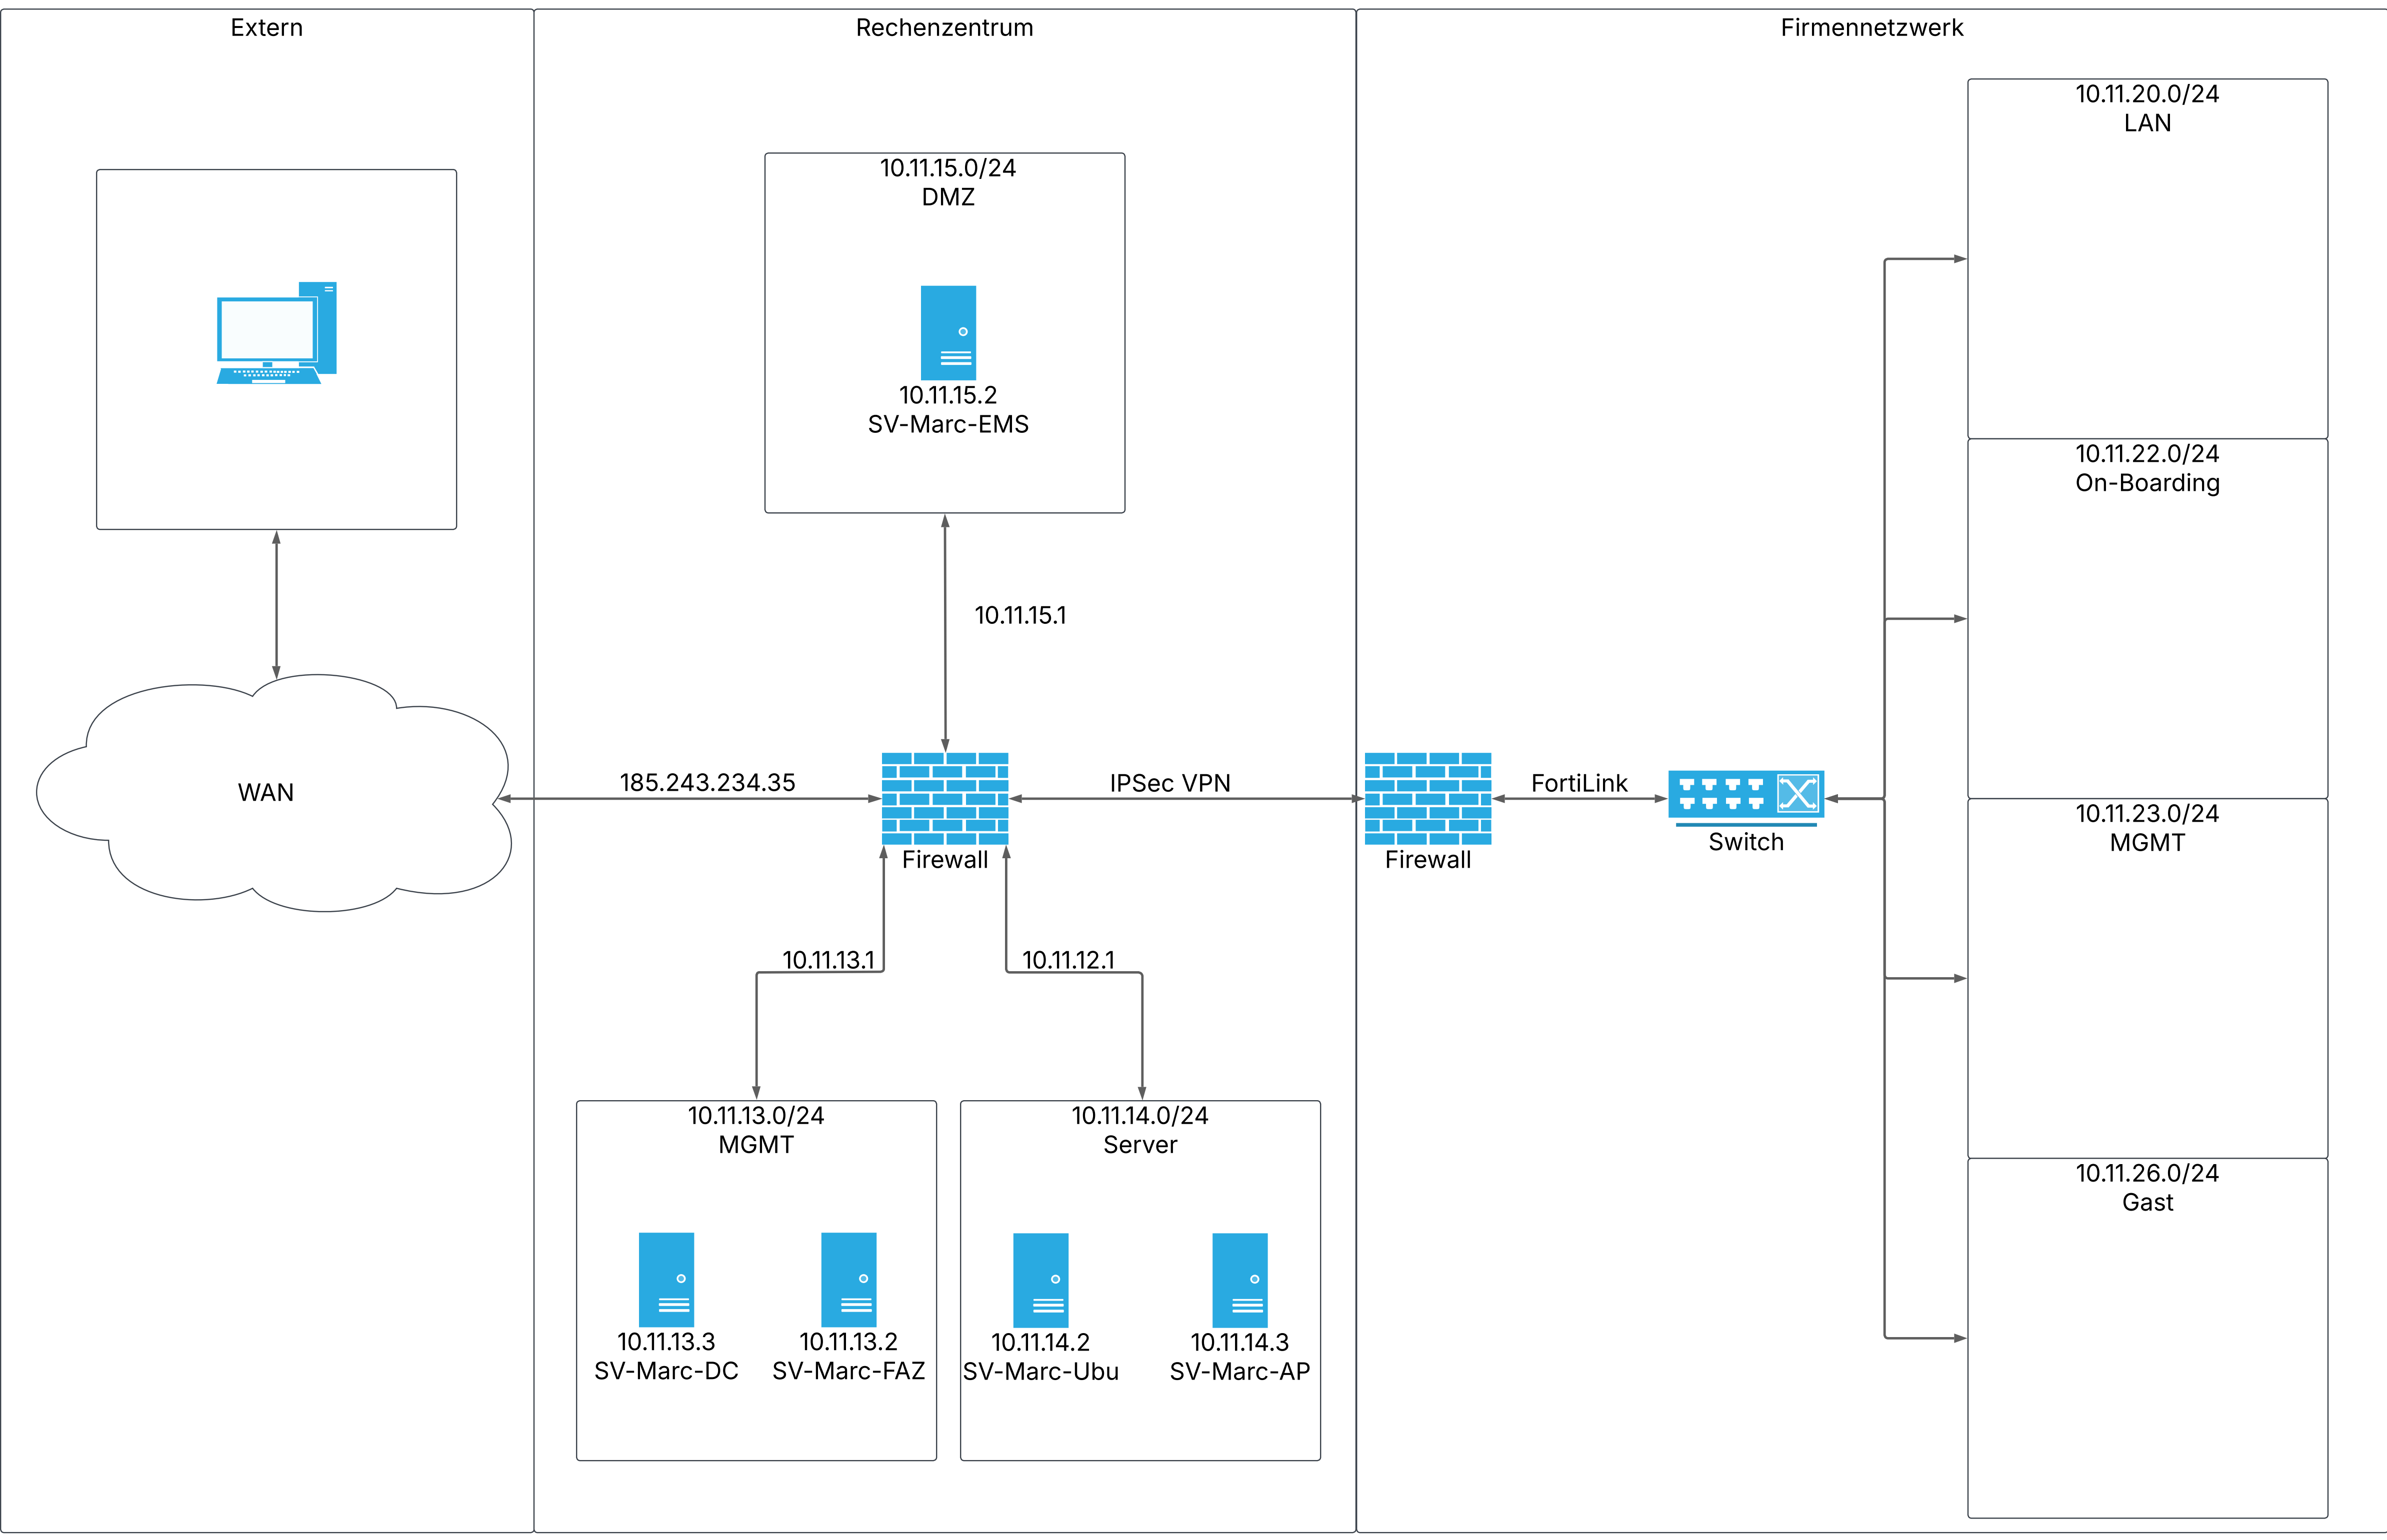 Extern
Rechenzentrum
Firmennetzwerk
10.11.15.0/24
DMZ
10.11.15.2
SV-Marc-EMS
10.11.15.1
WAN
185.243.234.35
Firewall
IPSec VPN
10.11.13.1
10.11.12.1
10.11.13.0/24
MGMT
10.11.13.3
SV-Marc-DC
10.11.13.2
SV-Marc-FAZ
10.11.14.0/24
Server
10.11.14.2
SV-Marc-Ubu
10.11.14.3
SV-Marc-AP
Firewall
FortiLink
Switch
10.11.20.0/24
LAN
10.11.22.0/24
On-Boarding
10.11.23.0/24
MGMT
10.11.26.0/24
Gast